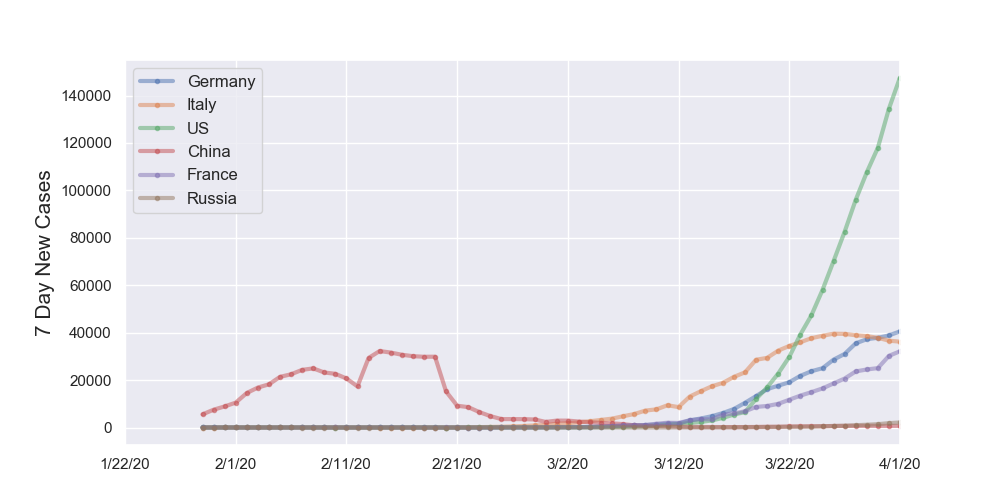 Germany
Italy
US
China
France
Russia
7 Day New Cases
140000
120000
100000
80000
60000
40000
20000
0
1/22/20 2/1/20 2/11/20 2/21/20 3/2/20 3/12/20 3/22/20 4/1/20